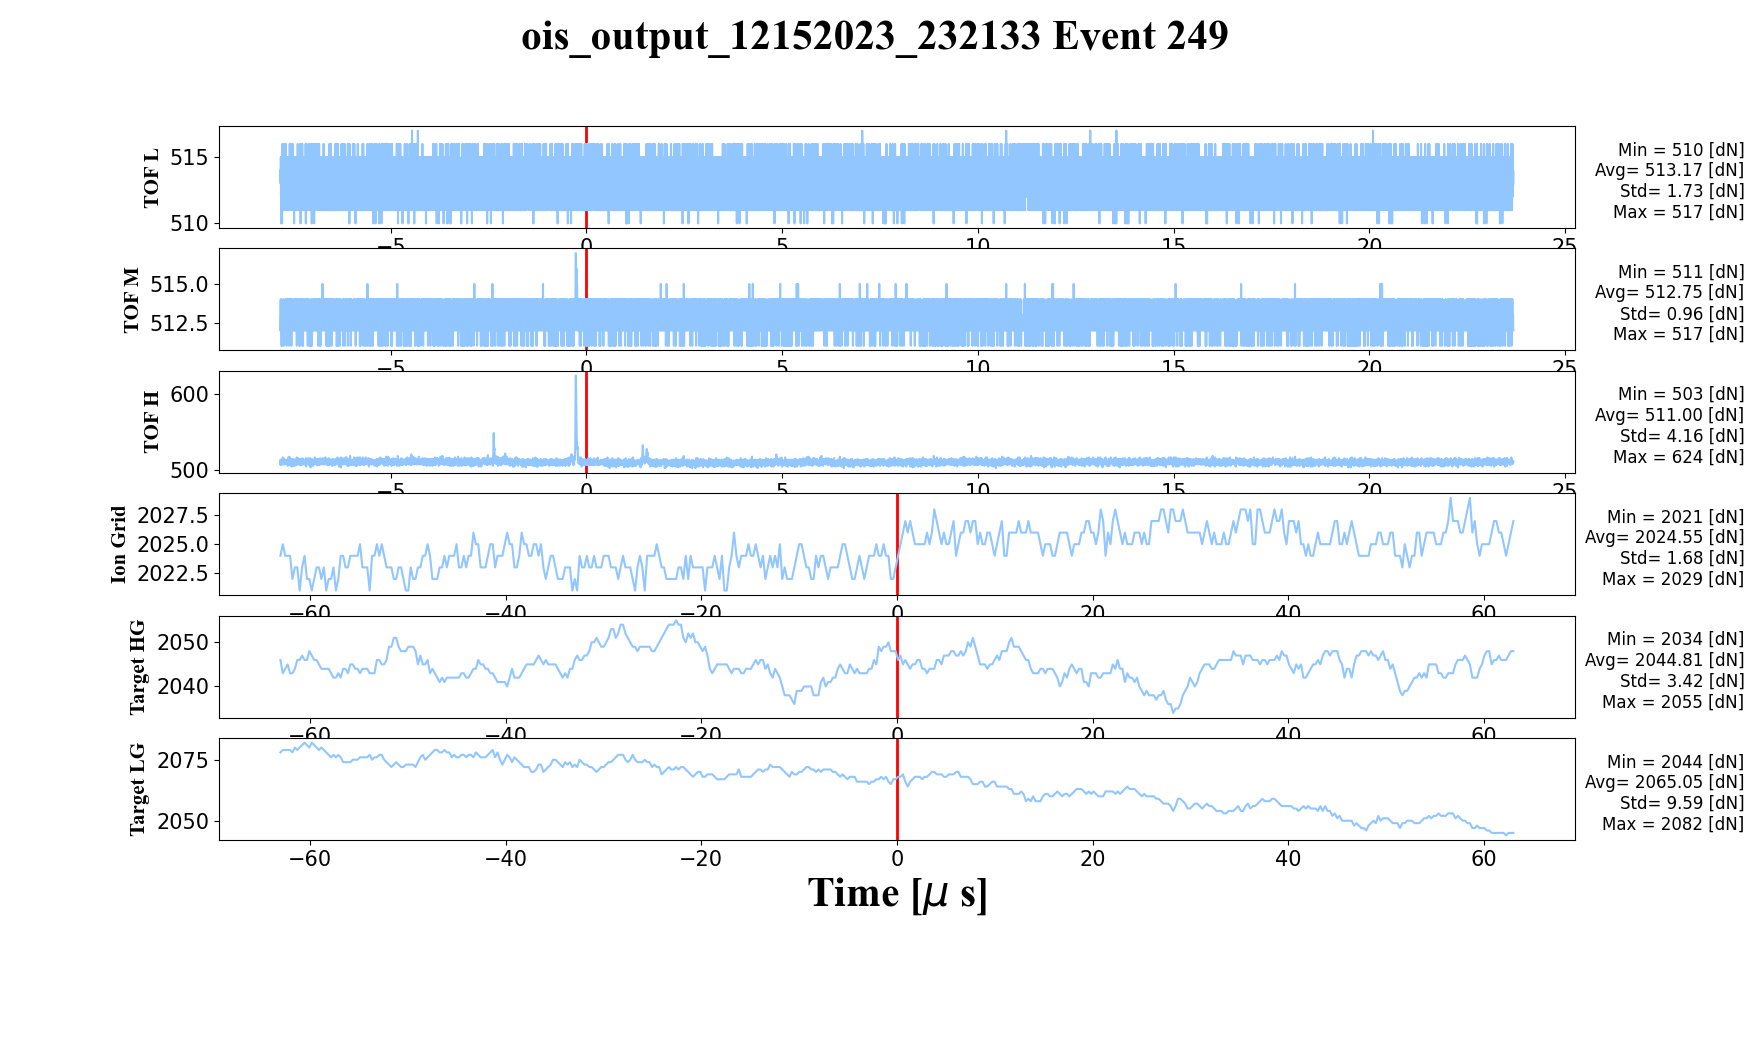 ois_output_12152023_232133 Event 249
TOF L
515
510
−5
0
5
10
15
20
25
Min = 510 [dN]
Avg= 513.17 [dN]
Std= 1.73 [dN]
Max = 517 [dN]
TOF M
515.0
512.5
−5
0
5
10
15
20
25
Min = 511 [dN]
Avg= 512.75 [dN]
Std= 0.96 [dN]
Max = 517 [dN]
TOF H
600
500
−5
0
5
10
15
20
25
Min = 503 [dN]
Avg= 511.00 [dN]
Std= 4.16 [dN]
Max = 624 [dN]
Ion Grid
2027.5
2025.0
2022.5
−60
−40
−20
0
20
40
60
Min = 2021 [dN]
Avg= 2024.55 [dN]
Std= 1.68 [dN]
Max = 2029 [dN]
Target HG
2050
2040
−60
−40
−20
0
20
40
60
Min = 2034 [dN]
Avg= 2044.81 [dN]
Std= 3.42 [dN]
Max = 2055 [dN]
Target LG
2075
2050
−60
−40
−20
0
20
40
60
Min = 2044 [dN]
Avg= 2065.05 [dN]
Std= 9.59 [dN]
Max = 2082 [dN]
Time [μ s]